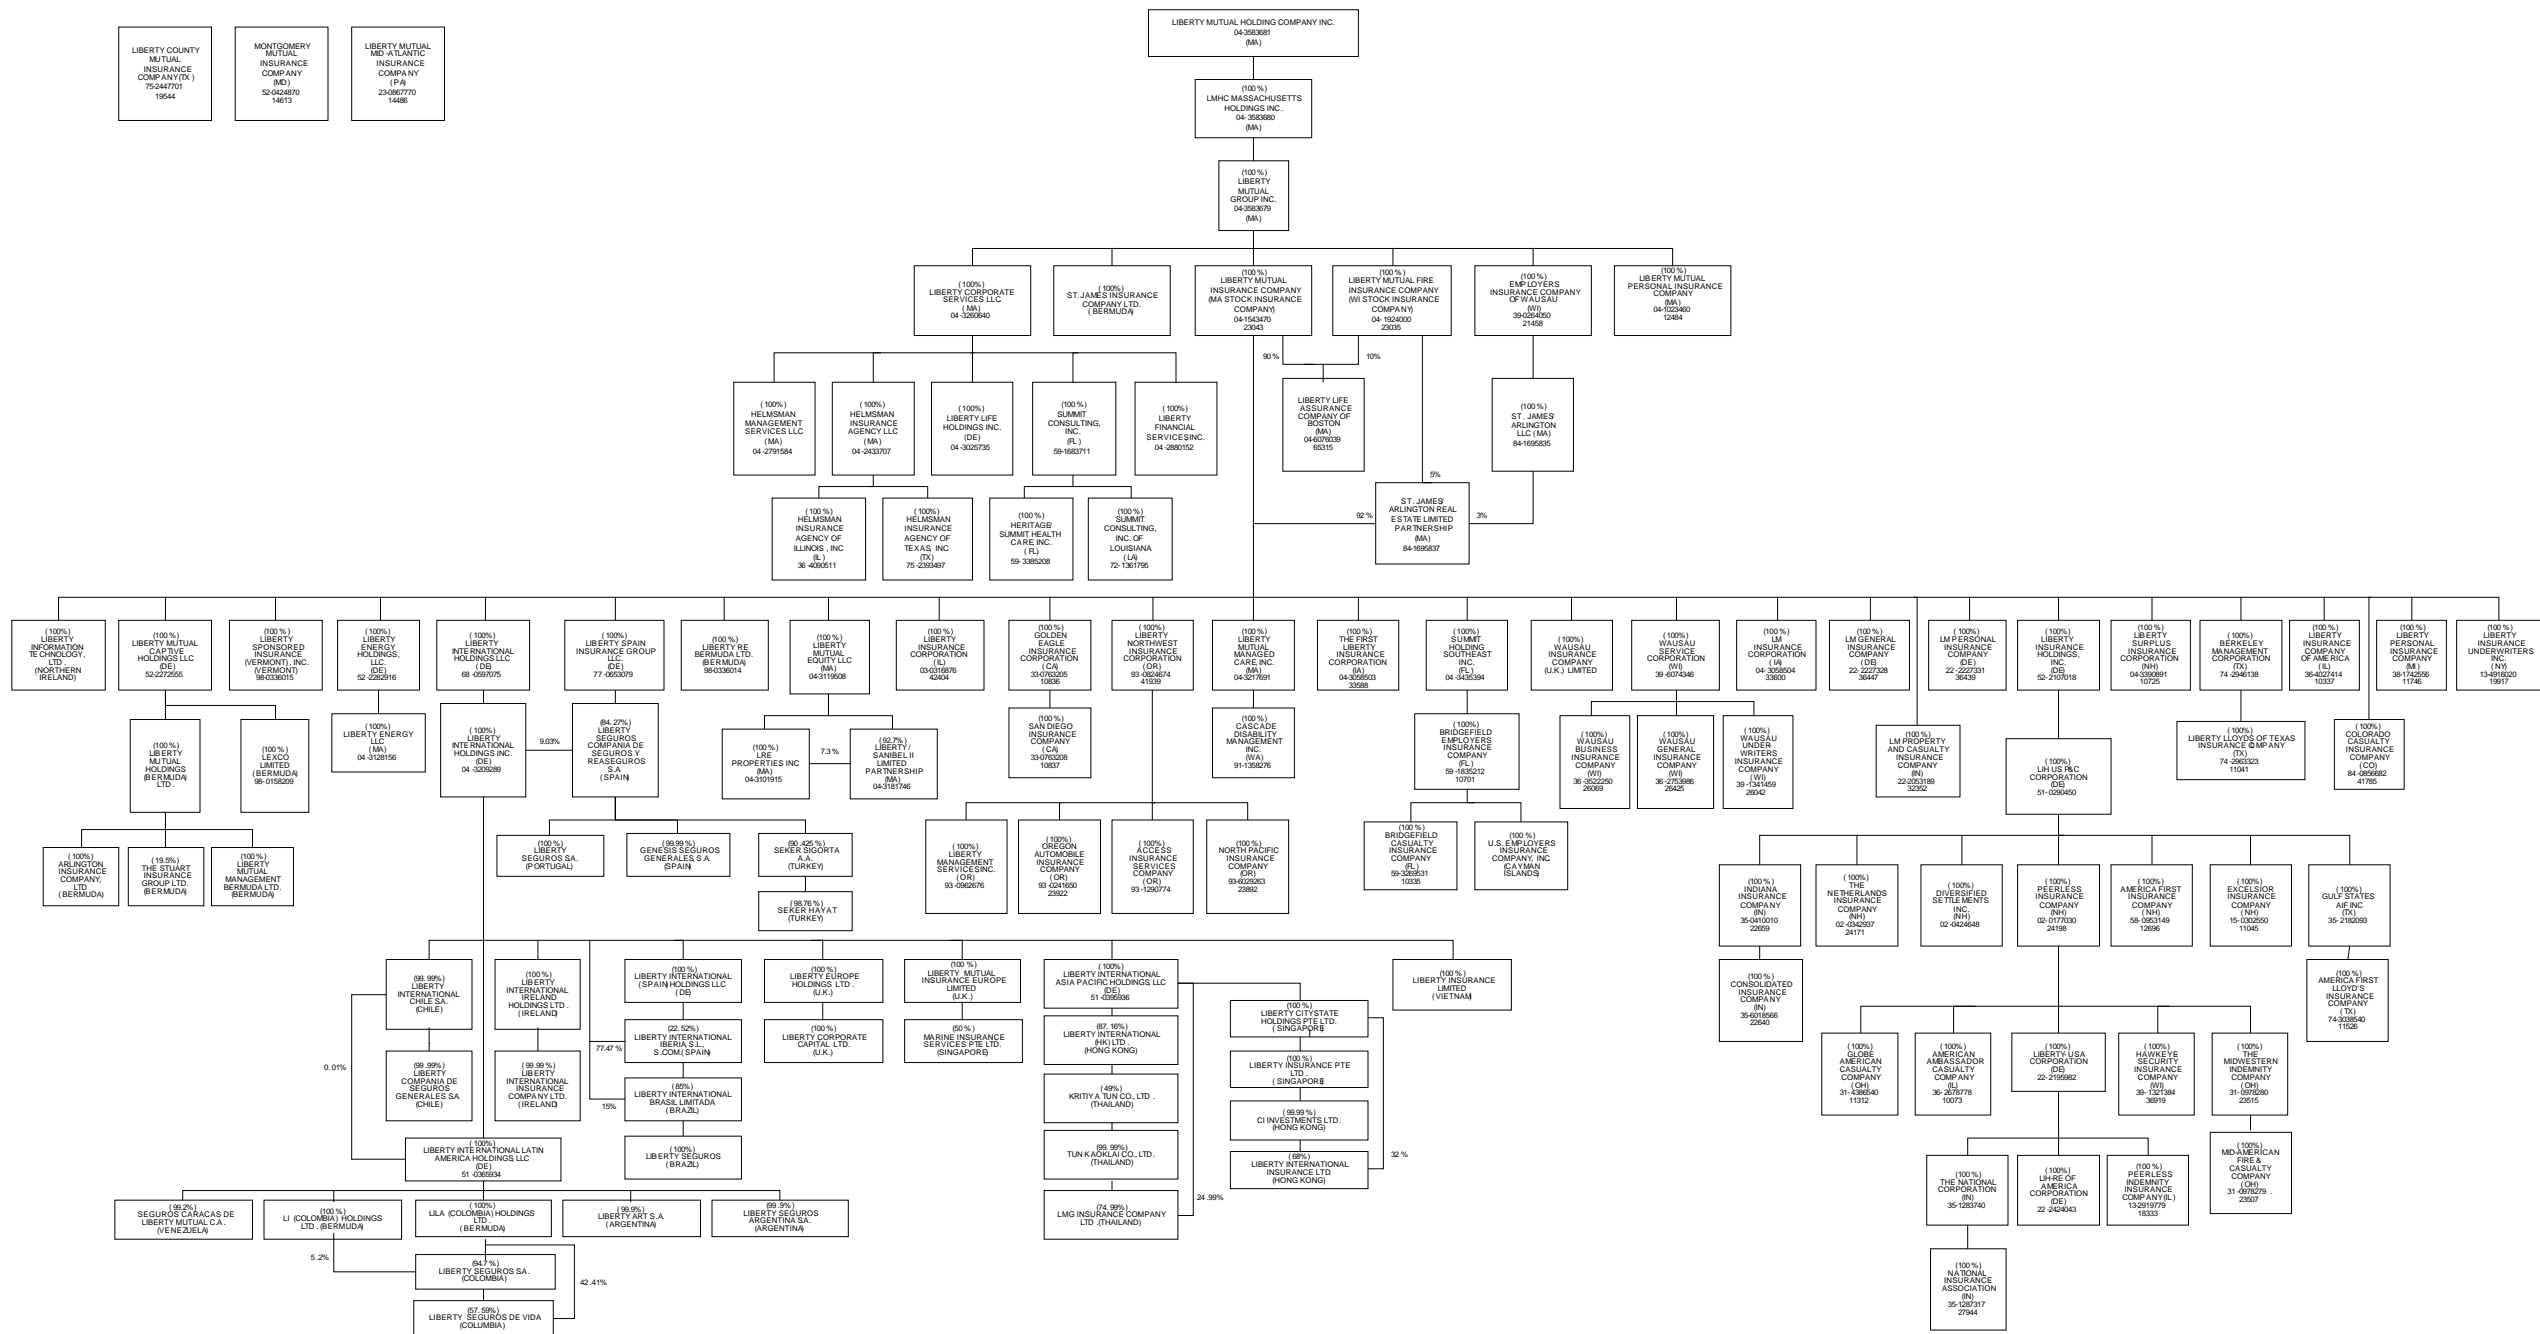 LIBERTY MUTUAL HOLDING COMPANY INC.
04-3583681
(MA)
LIBERTY COUNTY
MUTUAL
INSURANCE
COMPANY(TX )
75-2447701
19544
MONTGOMERY
MUTUAL
INSURANCE
COMPANY
(MD)
52-0424870
14613
LIBERTY MUTUAL
MID -ATLANTIC
INSURANCE
COMPANY
( PA)
23-0867770
14486
(100 %)
LMHC MASSACHUSETTS
HOLDINGS INC.
04- 3583680
(MA)
(100 %)
LIBERTY
MUTUAL
GROUP INC.
04-3583679
(MA)
( 100%)
LIBERTY CORPORATE
SERVICES LLC
( MA)
04 -3260640
( 100%)
ST. JAMES INSURANCE
COMPANY LTD.
( BERMUDA)
(100 %)
LIBERTY MUTUAL
INSURANCE COMPANY
(MA STOCK INSURANCE
COMPANY)
04-1543470
23043
(100 %)
LIBERTY MUTUAL FIRE
INSURANCE COMPANY
(WI STOCK INSURANCE
COMPANY)
04- 1924000
23035
(100 %)
EMPLOYERS
INSURANCE COMPANY
OF WAUSAU
(WI)
39-0264050
21458
(100 %)
LIBERTY MUTUAL
PERSONAL INSURANCE
COMPANY
(MA)
04-1023460
12484
90 %
10%
( 100%)
HELMSMAN
MANAGEMENT
SERVICES LLC
(MA)
04 -2791584
( 100%)
HELMSMAN
INSURANCE
AGENCY LLC
( MA)
04 -2433707
( 100%)
LIBERTY LIFE
HOLDINGS INC.
(DE)
04 -3025735
( 100%)
SUMMIT
CONSULTING,
INC.
(FL)
59-1683711
( 100%)
LIBERTY
FINANCIAL
SERVICES, INC.
04 -2880152
LIBERTY LIFE
ASSURANCE
COMPANY OF
BOSTON
(MA)
04-6076039
65315
(100 %)
ST. JAMES/
ARLINGTON
LLC ( MA)
84-1695835
5%
(100 %)
HELMSMAN
INSURANCE
AGENCY OF
ILLINOIS , INC
(IL )
36 -4090511
( 100%)
HELMSMAN
INSURANCE
AGENCY OF
TEXAS, INC.
(TX)
75 -2393497
(100 %)
HERITAGE/
SUMMIT HEALTH
CARE, INC.
( FL)
59- 3385208
(100 %)
SUMMIT
CONSULTING,
INC. OF
LOUISIANA
( LA)
72- 1361795
92 %
ST. JAMES/
ARLINGTON REAL
ESTATE LIMITED
PARTNERSHIP
(MA)
84-1695837
3%
( 100%)
LIBERTY
INFORMATION
TECHNOLOGY,
LTD .
(NORTHERN
IRELAND)
(100 %)
LIBERTY MUTUAL
CAPTIVE
HOLDINGS LLC
(DE)
52-2272555
(100 %)
LIBERTY
SPONSORED
INSURANCE
(VERMONT) , INC.
(VERMONT)
98-0336015
( 100%)
LIBERTY
ENERGY
HOLDINGS,
LLC.
(DE)
52 -2282916
( 100%)
LIBERTY
INTERNATIONAL
HOLDINGS LLC
( DE)
68 -0597075
( 100%)
LIBERTY SPAIN
INSURANCE GROUP
LLC.
(DE)
77 -0653079
(100 %)
LIBERTY RE
BERMUDA LTD.
(BERMUDA)
98-0336014
( 100%)
LIBERTY
MUTUAL
EQUITY LLC
(MA)
04-3119508
( 100%)
LIBERTY
INSURANCE
CORPORATION
(IL)
03-0316876
42404
(100 %)
GOLDEN
EAGLE
INSURANCE
CORPORATION
( CA)
33-0763205
10836
( 100%)
LIBERTY
NORTHWEST
INSURANCE
CORPORATION
(OR)
93 -0824674
41939
( 100%)
LIBERTY
MUTUAL
MANAGED
CARE, INC.
(MA)
04-3217691
(100 %)
THE FIRST
LIBERTY
INSURANCE
CORPORATION
(IA)
04-3058503
33588
( 100%)
SUMMIT
HOLDING
SOUTHEAST
INC.
(FL)
04 -3435394
( 100%)
WAUSAU
INSURANCE
COMPANY
(U.K.) LIMITED
( 100%)
WAUSAU
SERVICE
CORPORATION
(WI)
39 -6074346
(100 %)
LM
INSURANCE
CORPORATION
( IA)
04- 3058504
33600
(100 %)
LM GENERAL
INSURANCE
COMPANY
( DE)
22- 2227328
36447
( 100%)
LM PERSONAL
INSURANCE
COMPANY
(DE)
22 -2227331
36439
( 100%)
LIBERTY
INSURANCE
HOLDINGS,
INC.
(DE)
52- 2107018
(100 %)
LIBERTY
SURPLUS
INSURANCE
CORPORATION
(NH)
04-3390891
10725
(100%)
BERKELEY
MANAGEMENT
CORPORATION
(TX)
74 -2946138
(100 %)
LIBERTY
INSURANCE
COMPANY
OF AMERICA
(IL)
36-4027414
10337
(100 %)
LIBERTY
PERSONAL
INSURANCE
COMPANY
(MI)
38-1742556
11746
(100 %)
LIBERTY
INSURANCE
UNDERWRITERS
INC.
( NY)
13-4916020
19917
(100 %)
LIBERTY
MUTUAL
HOLDINGS
(BERMUDA)
LTD .
(100 %)
LEXCO
LIMITED
( BERMUDA)
98- 0158209
( 100%)
LIBERTY ENERGY
LLC
( MA)
04 -3128156
( 100%)
LIBERTY
INTERNATIONAL
HOLDINGS INC.
(DE)
04 -3209289
9.03%
(84. 27%)
LIBERTY
SEGUROS
COMPANIA DE
SEGUROS Y
REASEGUROS
S.A.
( SPAIN)
(100 %)
LRE
PROPERTIES INC
(MA)
04-3101915
7.3 %
(92.7%)
LIBERTY /
SANIBEL II
LIMITED
PARTNERSHIP
(MA)
04-3181746
(100 %)
SAN DIEGO
INSURANCE
COMPANY
( CA)
33-0763208
10837
(100 %)
CASCADE
DISABILITY
MANAGEMENT
INC.
(WA)
91-1358276
( 100%)
BRIDGEFIELD
EMPLOYERS
INSURANCE
COMPANY
( FL)
59 -1835212
10701
( 100%)
WAUSAU
BUSINESS
INSURANCE
COMPANY
(WI)
36 -3522250
26069
( 100%)
WAUSAU
GENERAL
INSURANCE
COMPANY
(WI)
36 -2753986
26425
( 100%)
WAUSAU
UNDER-
WRITERS
INSURANCE
COMPANY
( WI)
39 -1341459
26042
(100 %)
LM PROPERTY
AND CASUALTY
INSURANCE
COMPANY
(IN)
22-2053189
32352
(100%)
LIH US P&C
CORPORATION
(DE)
51- 0290450
( 100%)
LIBERTY LLOYDS OF TEXAS
INSURANCE COMPANY
(TX)
74 -2963323
11041
( 100%)
COLORADO
CASUALTY
INSURANCE
COMPANY
(CO)
84 -0856682
41785
( 100%)
ARLINGTON
INSURANCE
COMPANY,
LTD
( BERMUDA)
( 19.5%)
THE STUART
INSURANCE
GROUP LTD.
(BERMUDA)
(100 %)
LIBERTY
MUTUAL
MANAGEMENT
BERMUDA LTD.
(BERMUDA)
(100 %)
LIBERTY
SEGUROS SA.
(PORTUGAL)
( 99.99 %)
GENESIS SEGUROS
GENERALES, S.A.
(SPAIN)
(90 .425 %)
SEKER SIGORTA
A.A.
(TURKEY)
( 98.76 %)
SEKER HAYAT
(TURKEY)
( 100%)
LIBERTY
MANAGEMENT
SERVICES, INC.
(OR)
93 -0962676
(100%)
OREGON
AUTOMOBILE
INSURANCE
COMPANY
( OR)
93 -0241650
23922
( 100%)
ACCESS
INSURANCE
SERVICES
COMPANY
( OR)
93 -1290774
(100 %)
NORTH PACIFIC
INSURANCE
COMPANY
(OR)
93-6029263
23892
(100 %)
BRIDGEFIELD
CASUALTY
INSURANCE
COMPANY
(FL)
59-3269531
10335
( 100 %)
U.S. EMPLOYERS
INSURANCE
COMPANY, INC.
(CAYMAN
ISLANDS)
(100 %)
INDIANA
INSURANCE
COMPANY
(IN)
35-0410010
22659
( 100%)
THE
NETHERLANDS
INSURANCE
COMPANY
(NH)
02 -0342937
24171
( 100%)
DIVERSIFIED
SETTLEMENTS
INC.
( NH)
02 -0424648
( 100%)
PEERLESS
INSURANCE
COMPANY
(NH)
02- 0177030
24198
( 100%)
AMERICA FIRST
INSURANCE
COMPANY
( NH)
58- 0953149
12696
( 100%)
EXCELSIOR
INSURANCE
COMPANY
( NH)
15- 0302550
11045
( 100%)
GULF STATES
AIF INC
(TX)
35- 2182093
(99. 99%)
LIBERTY
INTERNATIONAL
CHILE SA.
(CHILE)
(100 %)
LIBERTY
INTERNATIONAL
IRELAND
HOLDINGS LTD .
( IRELAND)
(100 %)
LIBERTY INTERNATIONAL
( SPAIN) HOLDINGS LLC
( DE)
(100 %)
LIBERTY EUROPE
HOLDINGS LTD .
( U.K.)
(100 %)
LIBERTY MUTUAL
INSURANCE EUROPE
LIMITED
(U.K.)
( 100%)
LIBERTY INTERNATIONAL
ASIA PACIFIC HOLDINGS, LLC
(DE)
51 -0395936
(100 %)
LIBERTY CITYSTATE
HOLDINGS PTE LTD.
( SINGAPORE)
(100 %)
LIBERTY INSURANCE
LIMITED
( VIETNAM)
(100 %)
CONSOLIDATED
INSURANCE
COMPANY
(IN)
35-6018566
22640
(100 %)
AMERICA FIRST
LLOYD'S
INSURANCE
COMPANY
( TX)
74-3038540
11526
0. 01%
(99 .99%)
LIBERTY
COMPANIA DE
SEGUROS
GENERALES SA
(CHILE)
( 99.99 %)
LIBERTY
INTERNATIONAL
INSURANCE
COMPANY LTD.
( IRELAND)
77.47 %
(22. 52%)
LIBERTY INTERNATIONAL
IBERIA, S.L.,
S.COM.( SPAIN)
15%
(85%)
LIBERTY INTERNATIONAL
BRASIL LIMITADA
( BRAZIL)
(100%)
LIBERTY SEGUROS
( BRAZIL)
(100 %)
LIBERTY CORPORATE
CAPITAL LTD.
(U.K.)
(50 %)
MARINE INSURANCE
SERVICES PTE LTD.
(SINGAPORE)
(87. 16%)
LIBERTY INTERNATIONAL
(HK) LTD .
(HONG KONG)
(49%)
KRITIYA TUN CO., LTD .
(THAILAND)
(99. 99%)
TUN KAOKLAI CO., LTD.
(THAILAND)
(74. 99%)
LMG INSURANCE COMPANY
LTD .(THAILAND)
24 .99%
( 100 %)
LIBERTY INSURANCE PTE
LTD .
( SINGAPORE)
( 99.99 %)
CI INVESTMENTS LTD.
(HONG KONG)
( 68%)
LIBERTY INTERNATIONAL
INSURANCE LTD.
(HONG KONG)
32 %
( 100%)
GLOBE
AMERICAN
CASUALTY
COMPANY
( OH)
31- 4386540
11312
( 100%)
AMERICAN
AMBASSADOR
CASUALTY
COMPANY
(IL)
36- 2678778
10073
( 100%)
LIBERTY- USA
CORPORATION
(DE)
22- 2195982
( 100%)
HAWKEYE
SECURITY
INSURANCE
COMPANY
(WI)
39- 1321384
36919
( 100%)
THE
MIDWESTERN
INDEMNITY
COMPANY
(OH)
31- 0978280
23515
( 100%)
LIBERTY INTERNATIONAL LATIN
AMERICA HOLDINGS, LLC
(DE)
51 -0365934
(100 %)
THE NATIONAL
CORPORATION
(IN)
35-1283740
( 100%)
LIH-RE OF
AMERICA
CORPORATION
(DE)
22 -2424043
(100 %)
PEERLESS
INDEMNITY
INSURANCE
COMPANY(IL)
13-2919779
18333
( 100%)
MID-AMERICAN
FIRE &
CASUALTY
COMPANY
( OH)
31 -0978279 .
23507
( 99.2%)
SEGUROS CARACAS DE
LIBERTY MUTUAL C.A .
(VENEZUELA)
(100 %)
LI (COLOMBIA) HOLDINGS
LTD . (BERMUDA)
( 100%)
LILA (COLOMBIA) HOLDINGS
LTD .
( BERMUDA)
(99.9%)
LIBERTY ART S.A.
( ARGENTINA)
(99 .9%)
LIBERTY SEGUROS
ARGENTINA SA.
(ARGENTINA)
5 .2%
(94.7 %)
LIBERTY SEGUROS SA.
(COLOMBIA)
42 .41%
(57. 59%)
LIBERTY SEGUROS DE VIDA
(COLUMBIA)
(100 %)
NATIONAL
INSURANCE
ASSOCIATION
(IN)
35-1287317
27944